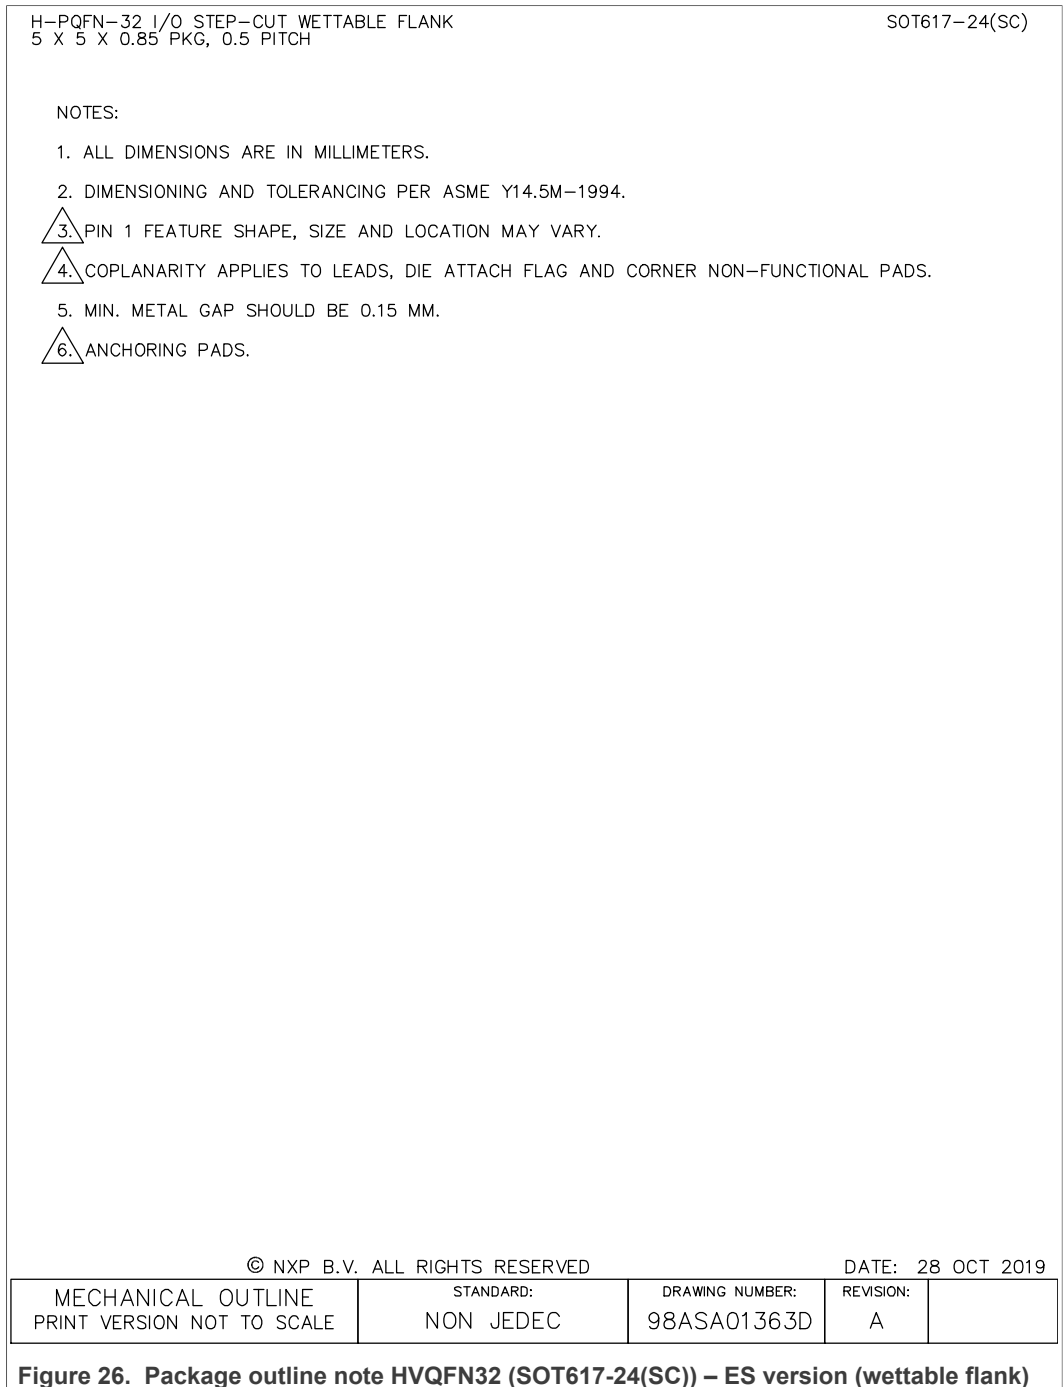 H-PQFN-32 I/O STEP-CUT WETTABLE FLANK
5 X 5 X 0.85 PKG, 0.5 PITCH
SOT617-24(SC)
NOTES:
1. ALL DIMENSIONS ARE IN MILLIMETERS.
2. DIMENSIONING AND TOLERANCING PER ASME Y14.5M-1994.
3. PIN 1 FEATURE SHAPE, SIZE AND LOCATION MAY VARY.
4. COPLANARITY APPLIES TO LEADS, DIE ATTACH FLAG AND CORNER NON-FUNCTIONAL PADS.
5. MIN. METAL GAP SHOULD BE 0.15 MM.
6. ANCHORING PADS.
© NXP B.V. ALL RIGHTS RESERVED
DATE: 28 OCT 2019
MECHANICAL OUTLINE
PRINT VERSION NOT TO SCALE
STANDARD:
NON JEDEC
DRAWING NUMBER:
98ASA01363D
REVISION:
A
Figure 26. Package outline note HVQFN32 (SOT617-24(SC)) – ES version (wettable flank)